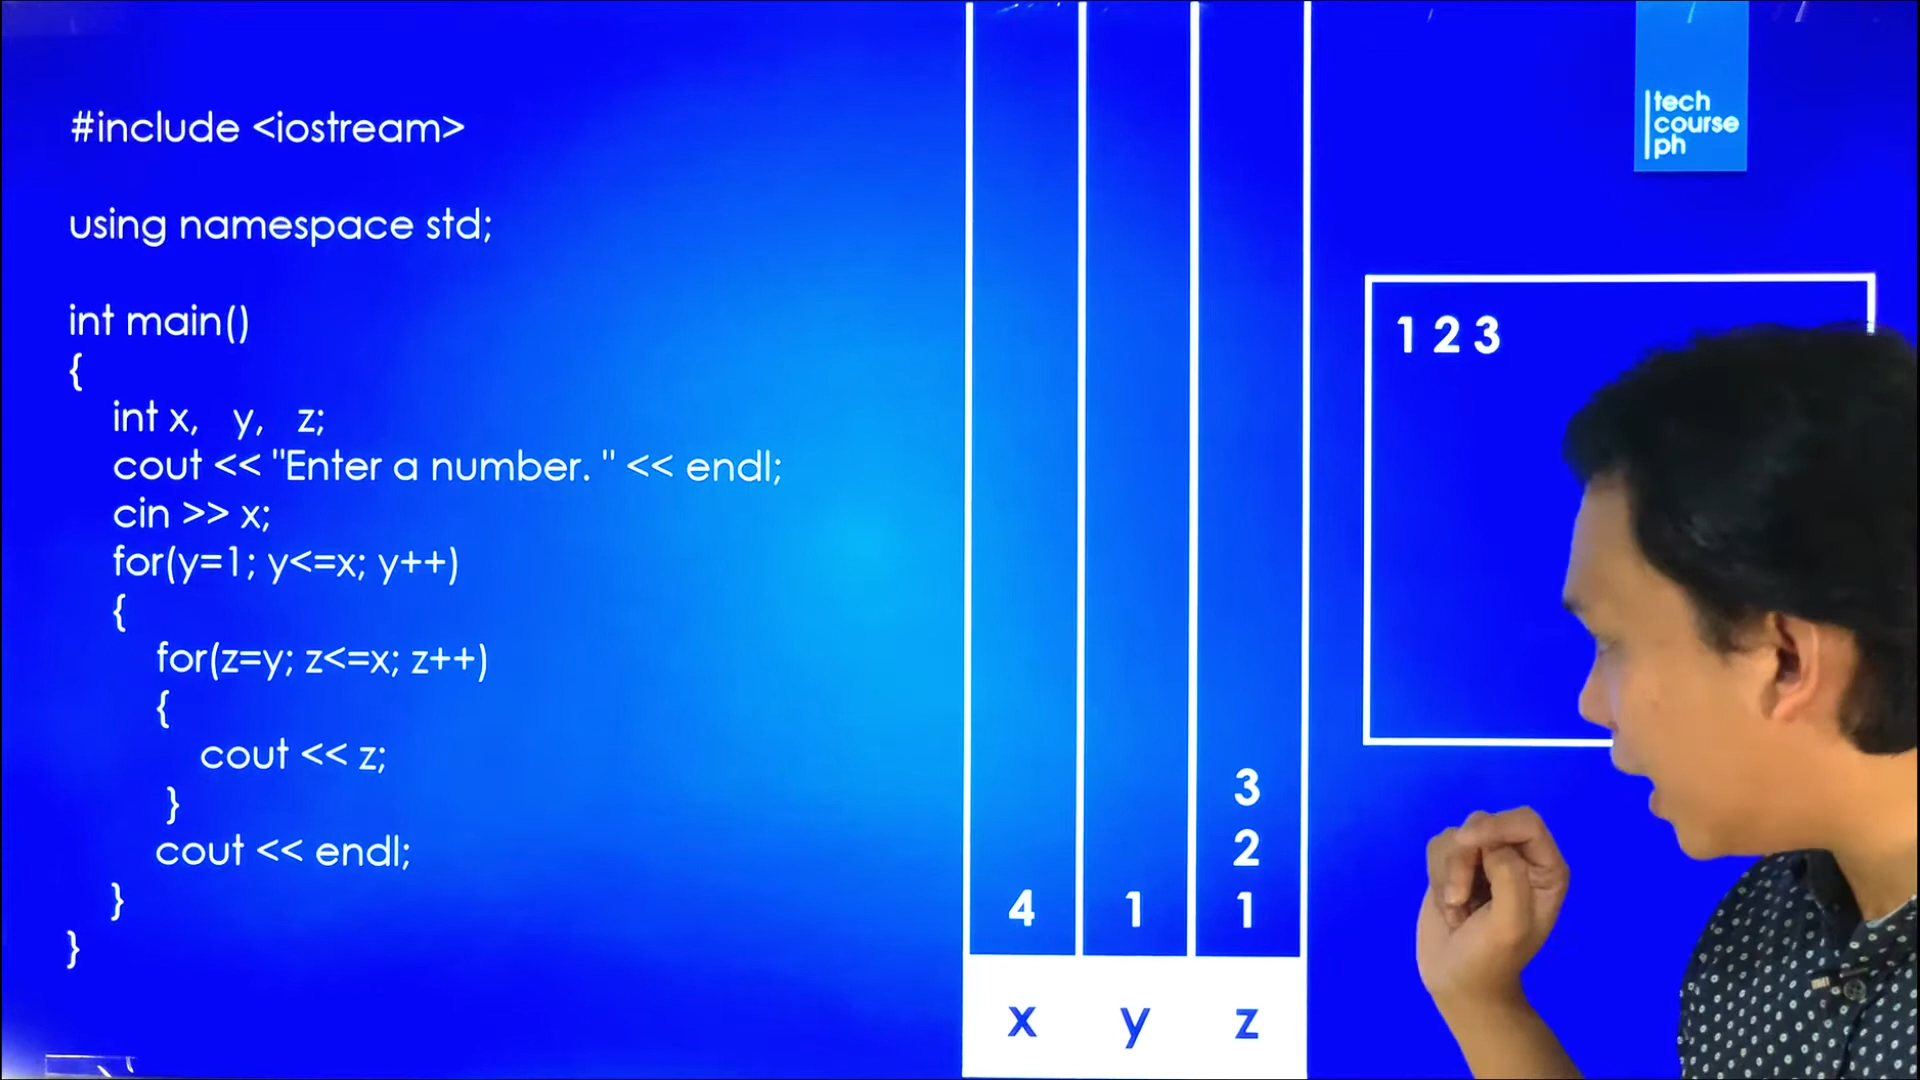 #include <iostream>
using namespace std;
int main()
{
int x, y, z;
cout << "Enter a number. " << endl;
cin >> x;
for(y=1; y<=x; y++)
{
for(z=y; z<=x; z++)
{
cout << z;
}
cout << endl;
}
}
3
2
4 1 1
x y z
tech
course
ph
1 2 3